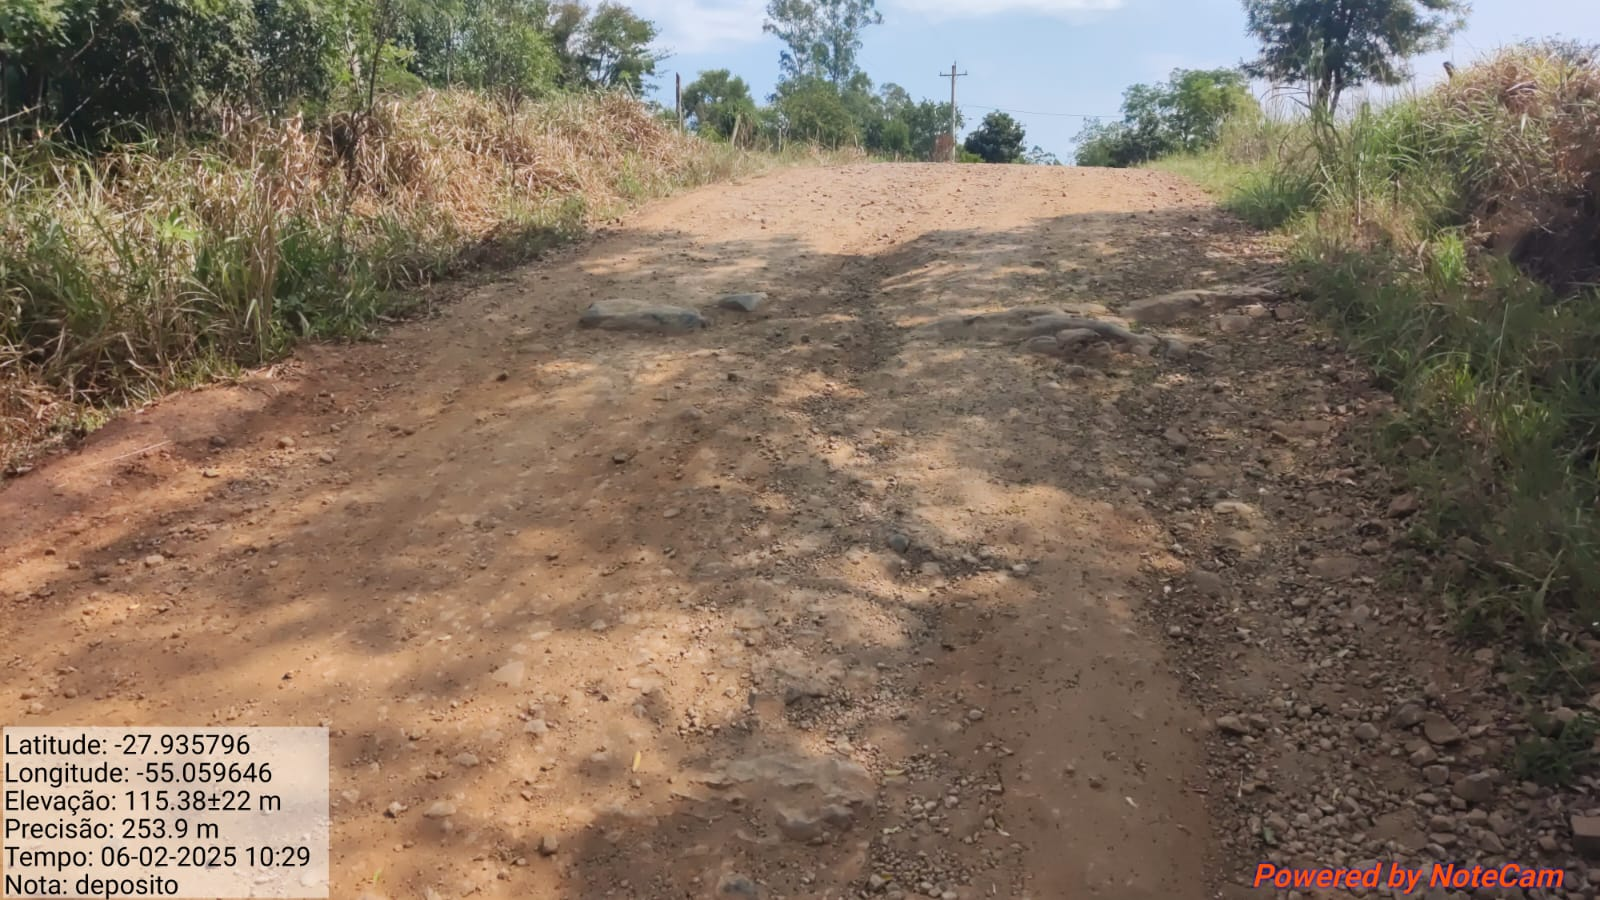 Latitude: -27.935796
Longitude: -55.059646
Elevação: 115.38±22 m
Precisão: 253.9 m
Tempo: 06-02-2025 10:29
Nota: deposito
Powered by NoteCam